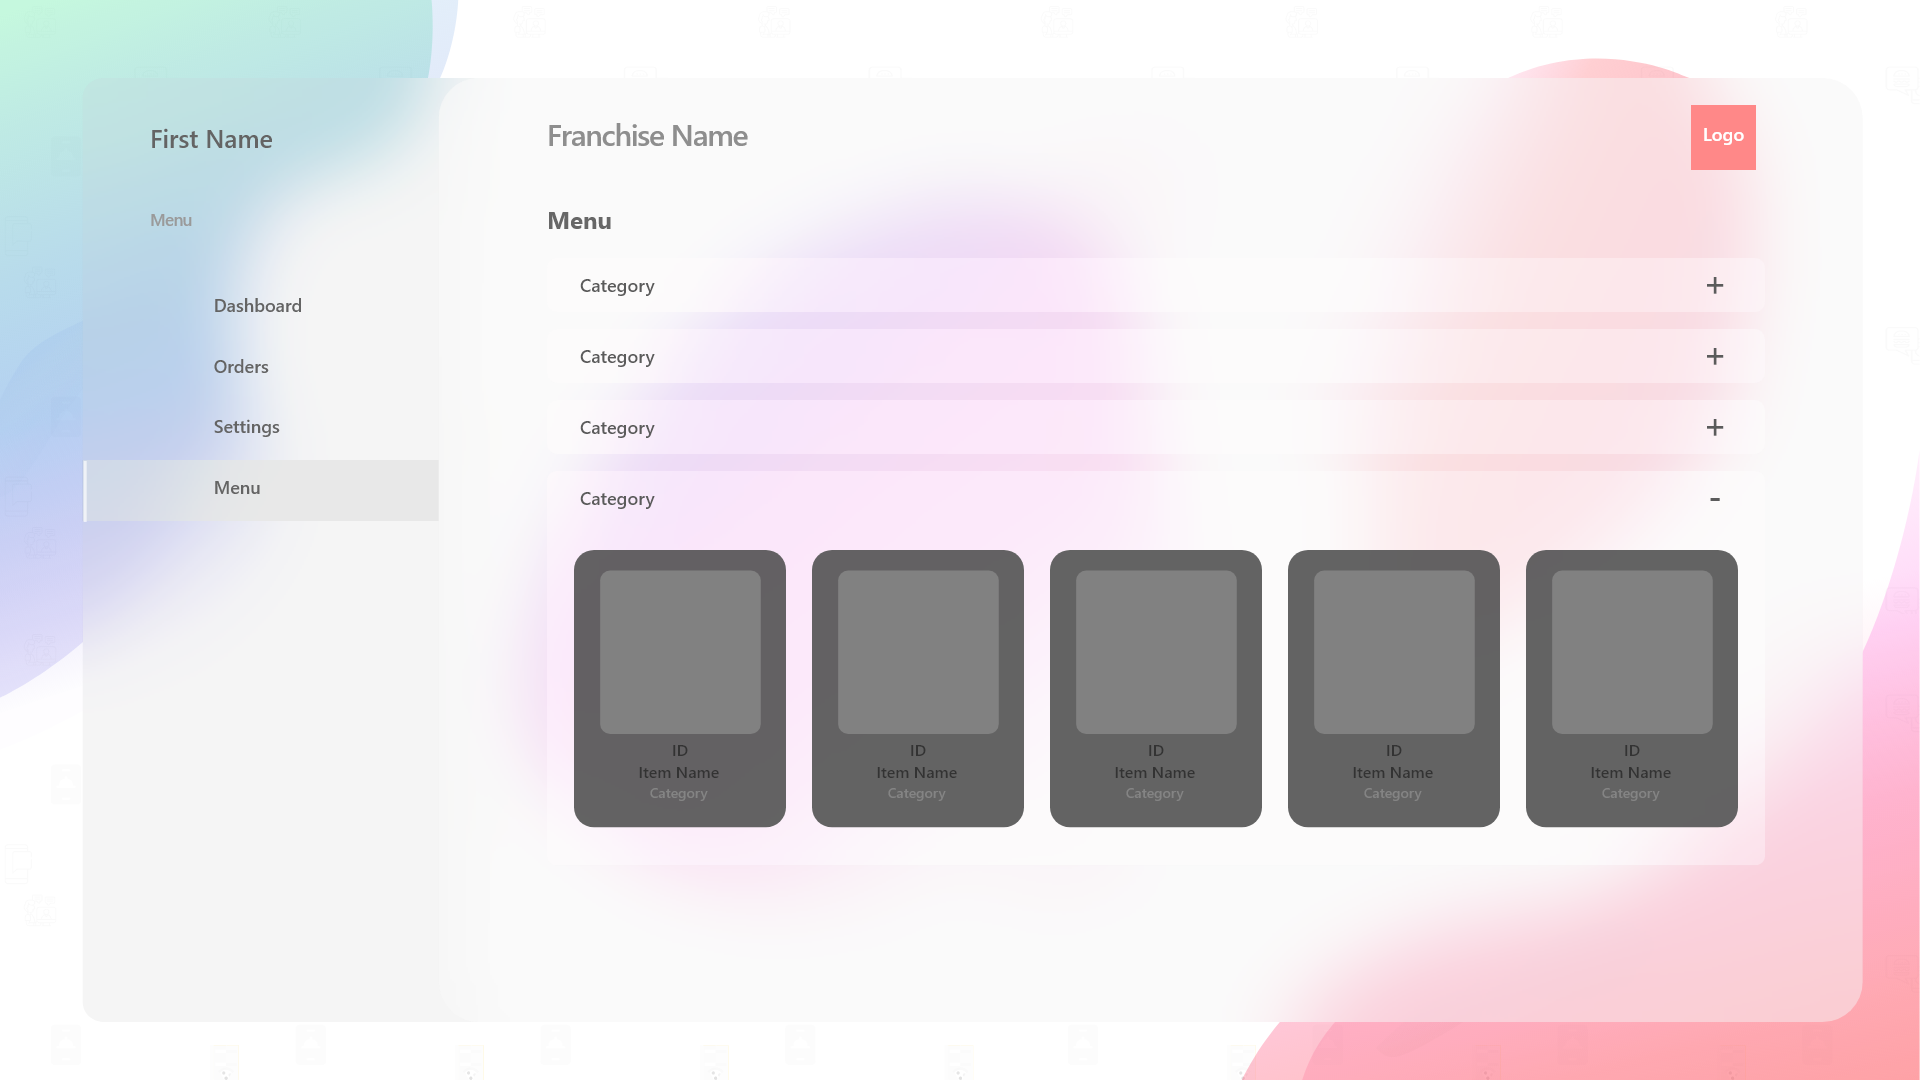 First Name
Menu
Dashboard
Orders
Settings
Menu
Franchise Name
Logo
Menu
Category +
Category +
Category +
Category -
ID
Item Name
Category
ID
Item Name
Category
ID
Item Name
Category
ID
Item Name
Category
ID
Item Name
Category